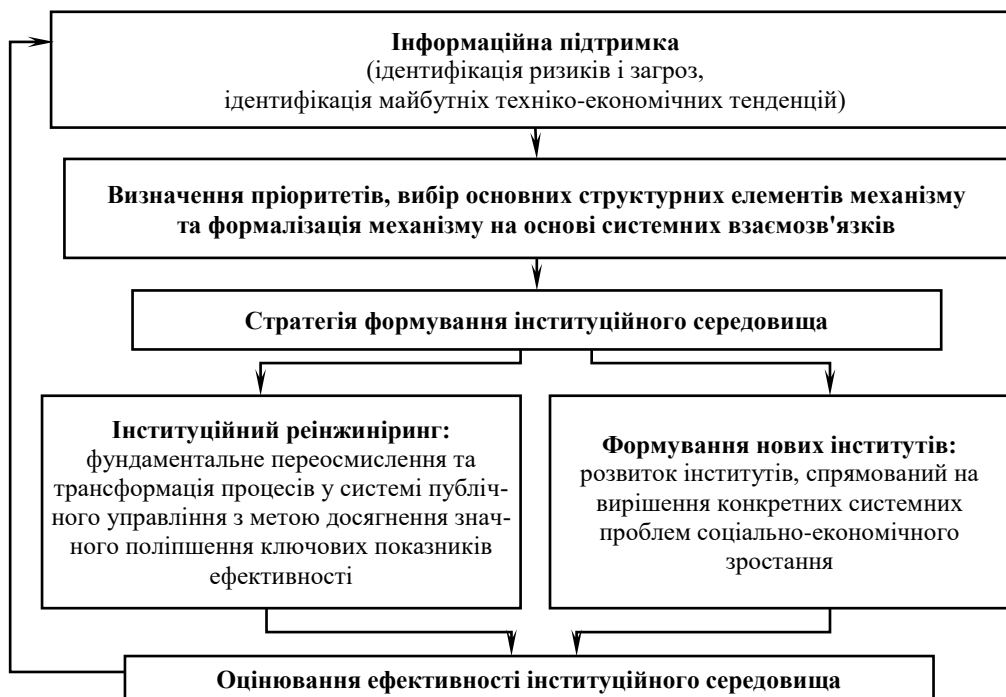 Інформаційна підтримка
(ідентифікація ризиків і загроз,
ідентифікація майбутніх техніко-економічних тенденцій)
Визначення пріоритетів, вибір основних структурних елементів механізму
та формалізація механізму на основі системних взаємозв'язків
Стратегія формування інституційного середовища
Інституційний реінжиніринг:
фундаментальне переосмислення та
трансформація процесів у системі публіч-
ного управління з метою досягнення знач-
ного поліпшення ключових показників
ефективності
Формування нових інститутів:
розвиток інститутів, спрямований на
вирішення конкретних системних
проблем соціально-економічного
зростання
Оцінювання ефективності інституційного середовища